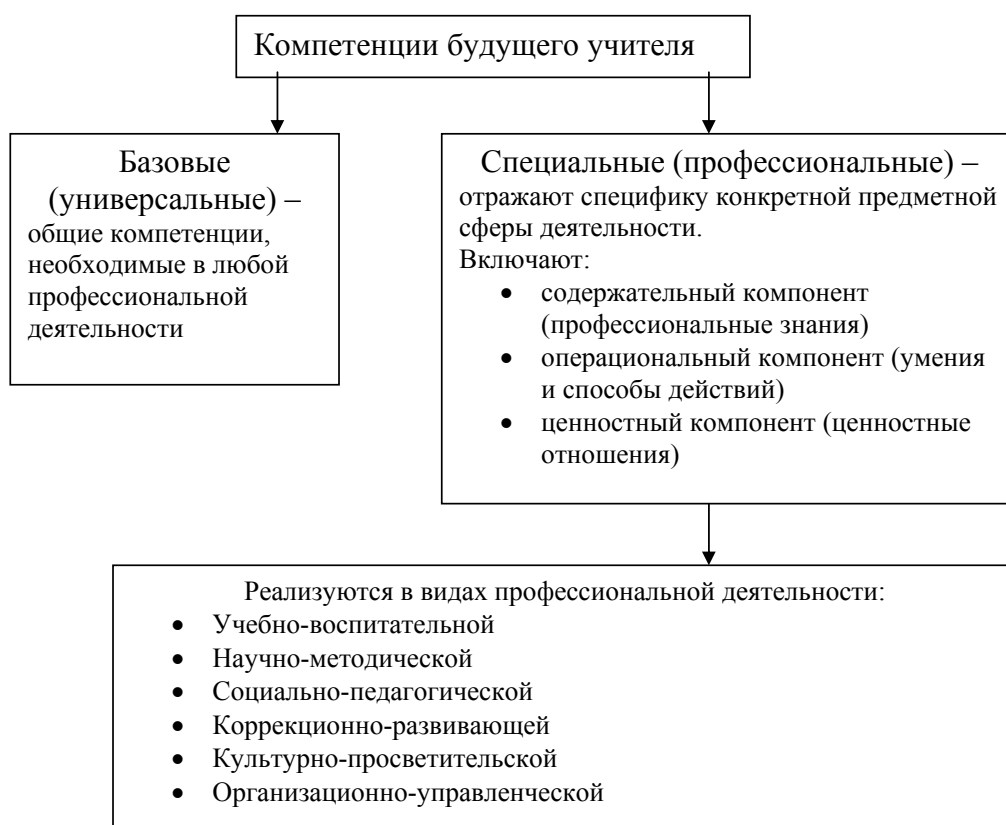 Компетенции будущего учителя
Базовые
(универсальные) –
общие компетенции,
необходимые в любой
профессиональной
деятельности
Специальные (профессиональные) –
отражают специфику конкретной предметной
сферы деятельности.
Включают:
• содержательный компонент
(профессиональные знания)
• операциональный компонент (умения
и способы действий)
• ценностный компонент (ценностные
отношения)
Реализуются в видах профессиональной деятельности:
• Учебно-воспитательной
• Научно-методической
• Социально-педагогической
• Коррекционно-развивающей
• Культурно-просветительской
• Организационно-управленческой